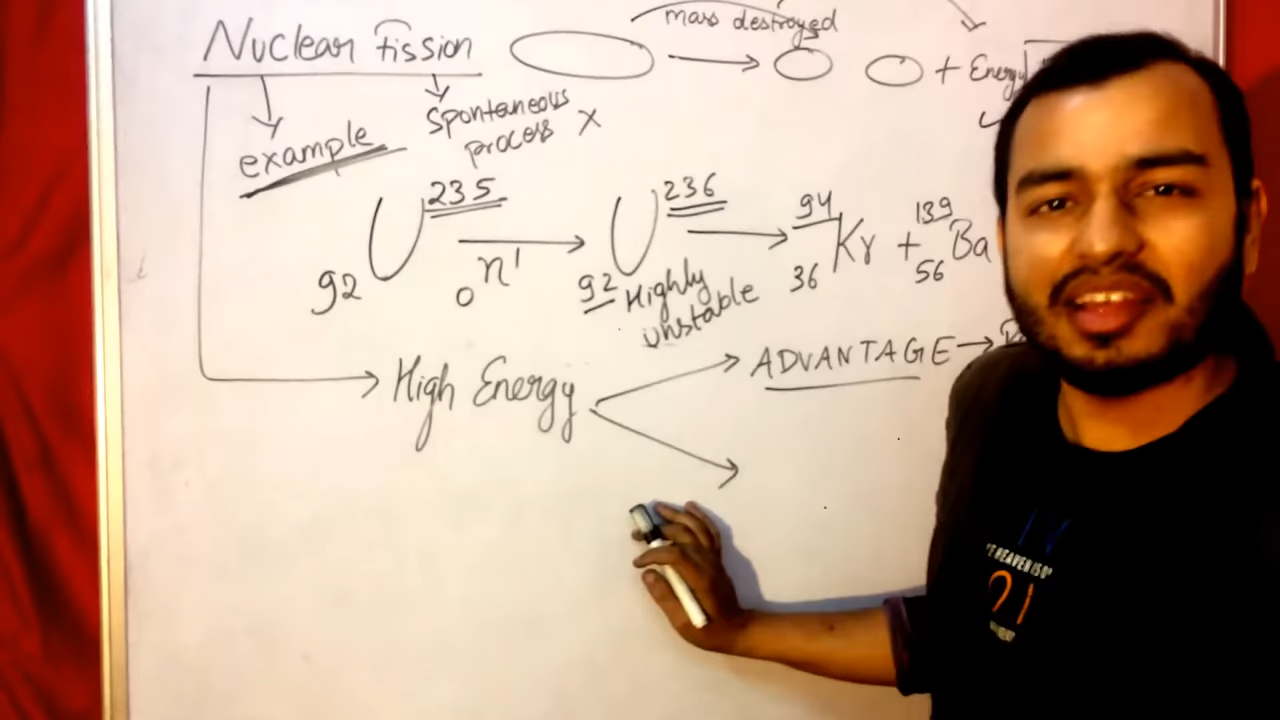 mass destroyed
Nuclear fission → + Energy
example
Spontaneous
process X
92 U 235 → 0 n 1 92 U 236 → 94 36 Kr + 139 56 Ba
Highly
unstable
High Energy
ADVANTAGE →
21